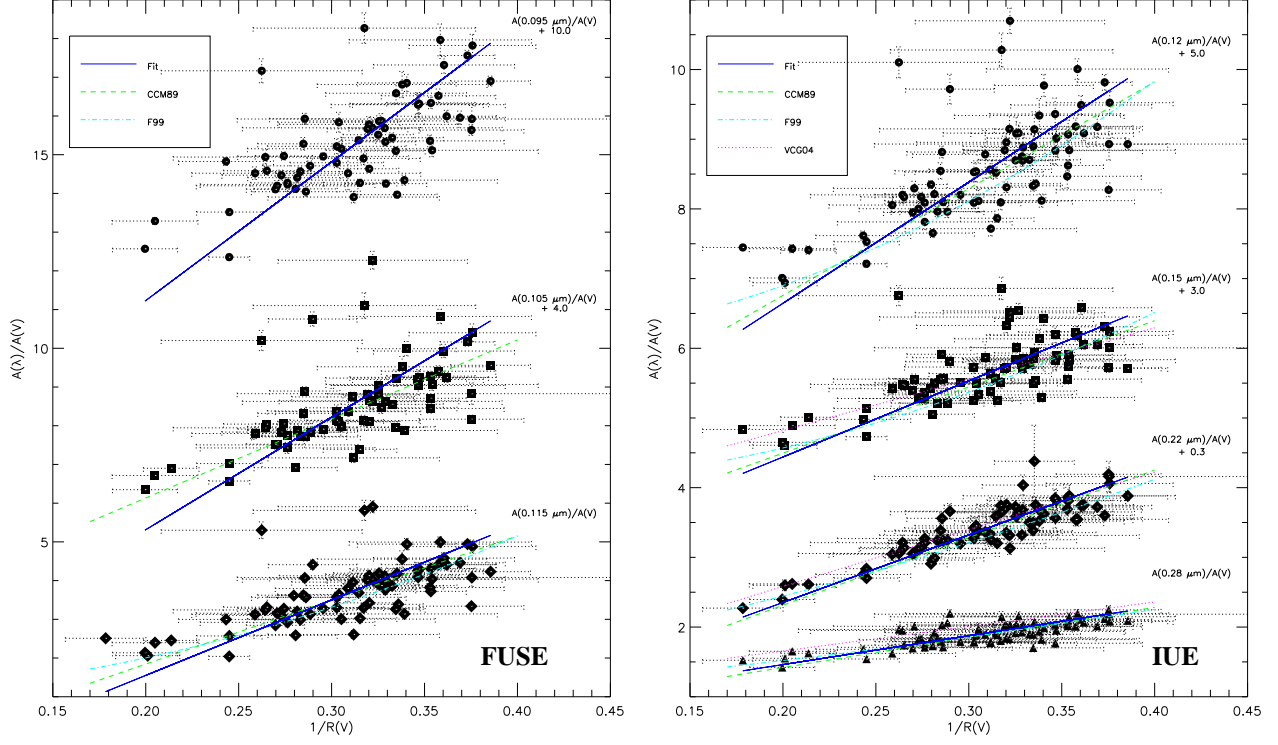 A(0.095 μm)/A(V)
+ 10.0
Fit
CCM89
F99
15
A(0.105 μm)/A(V)
+ 4.0
10
A(λ)/A(V)
A(0.115 μm)/A(V)
5
FUSE
0.15 0.20 0.25 0.30 0.35 0.40 0.45
1/R(V)
A(0.12 μm)/A(V)
+ 5.0
10
Fit
CCM89
F99
VCG04
8
A(0.15 μm)/A(V)
+ 3.0
6
A(λ)/A(V)
A(0.22 μm)/A(V)
+ 0.3
4
A(0.28 μm)/A(V)
2
IUE
0.15 0.20 0.25 0.30 0.35 0.40 0.45
1/R(V)